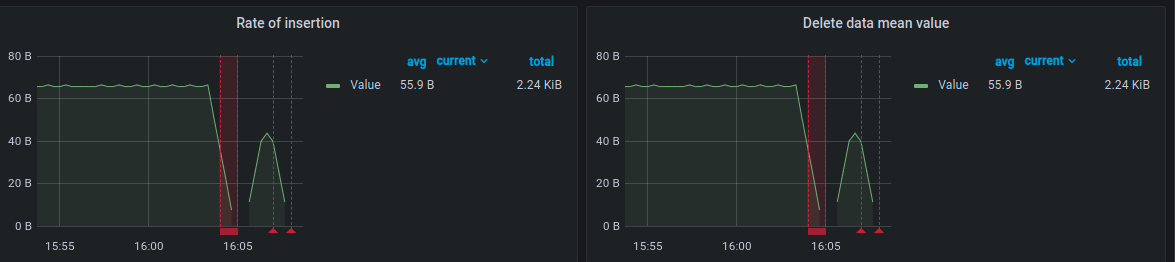 Rate of insertion
80 B
60 B
40 B
20 B
0 B
15:55 16:00 16:05
avg current total
Value 55.9 B 2.24 KiB
Delete data mean value
80 B
60 B
40 B
20 B
0 B
15:55 16:00 16:05
avg current total
Value 55.9 B 2.24 KiB